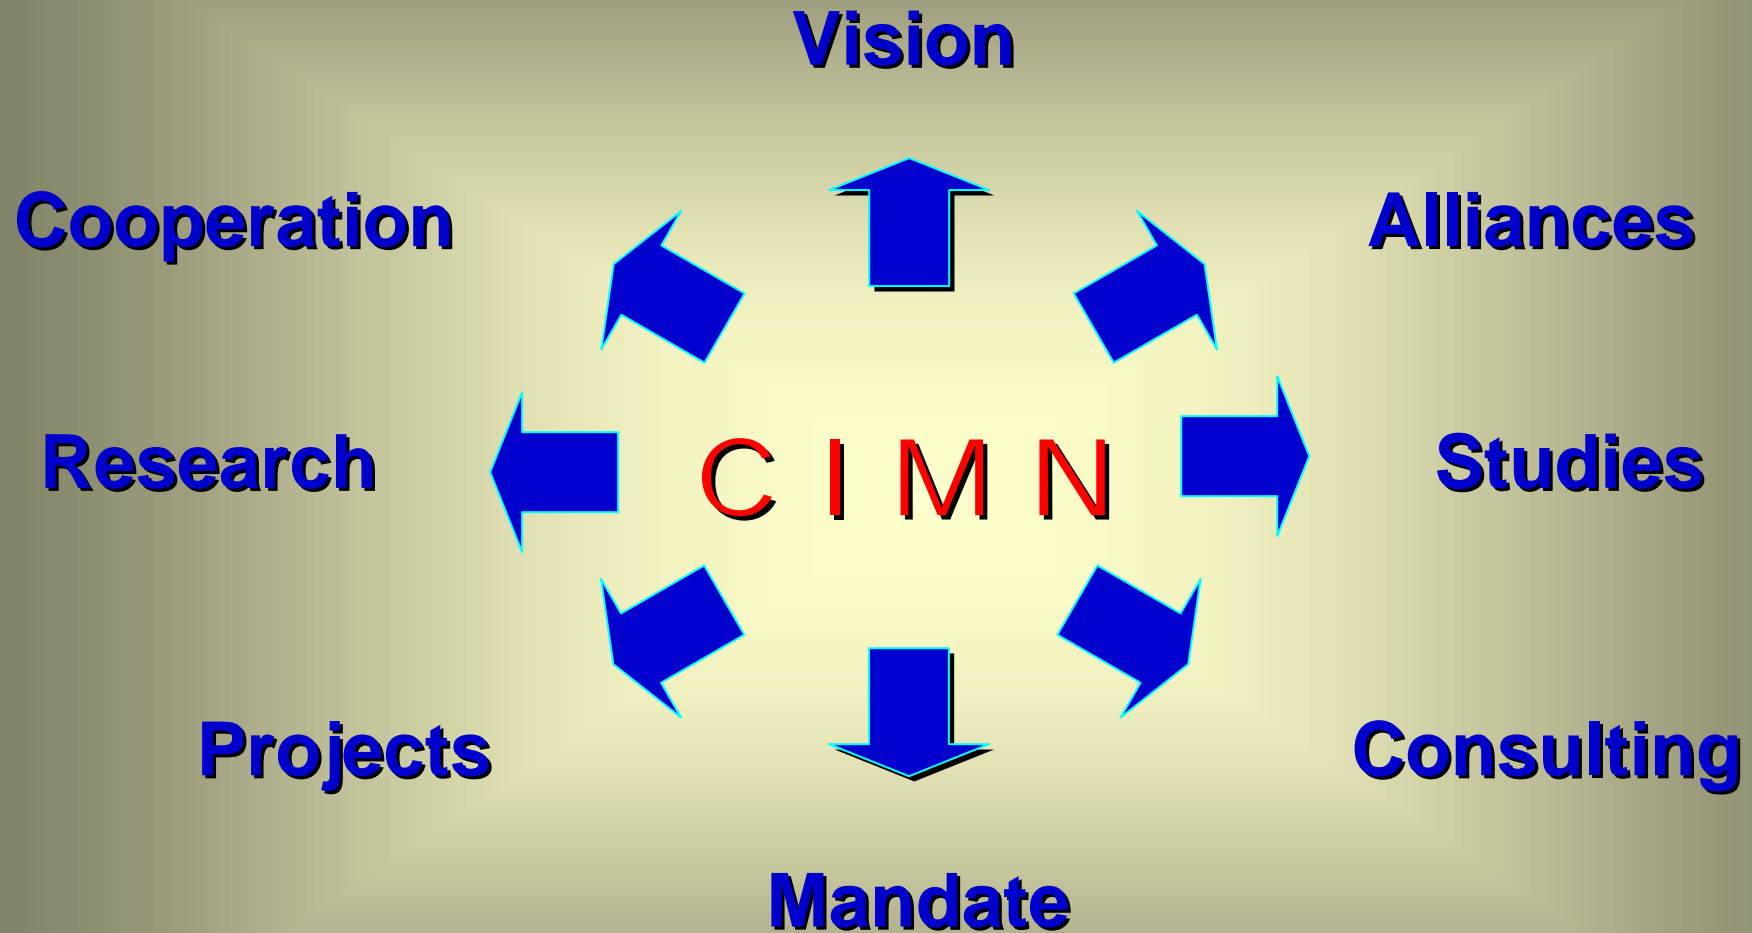 Vision
Cooperation
Alliances
Research
C I M N
Studies
Projects
Consulting
Mandate